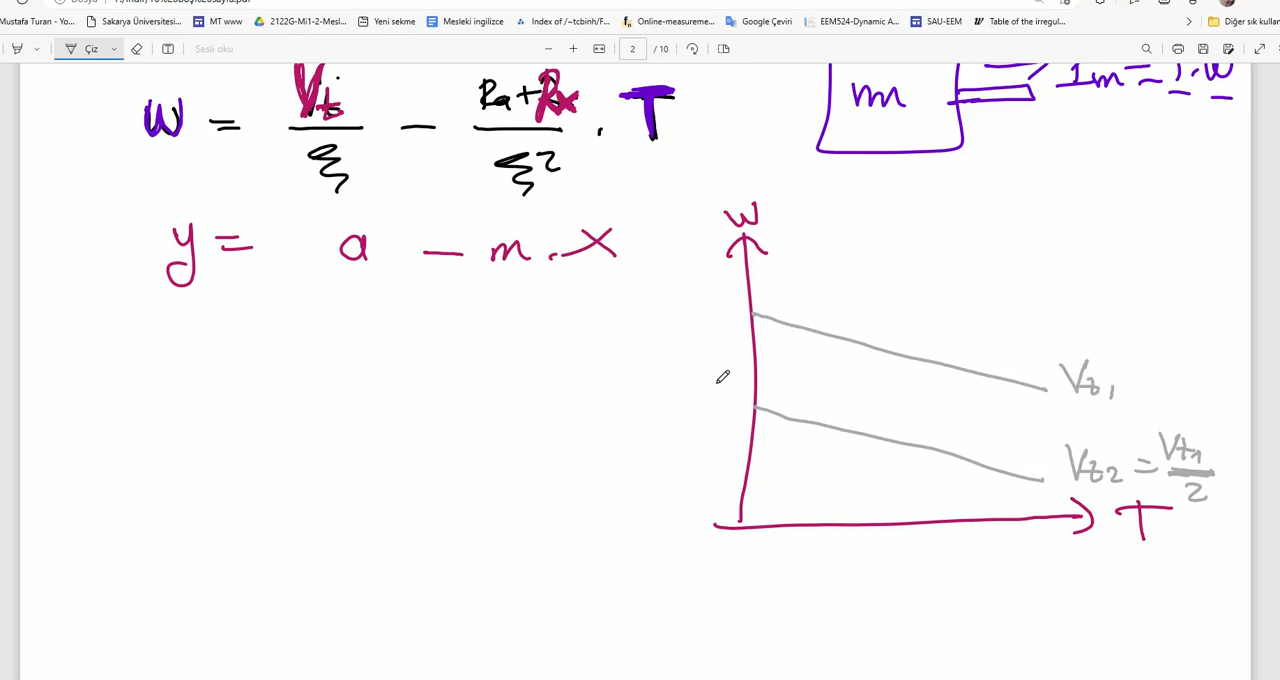 Mustafa Turan - Yo...
Sakarya Üniversitesi...
MT www
2122G-Mi1-2-Mesl...
Yeni sekme
Mesleki ingilizce
Index of /~tcbinh/F...
Online-measureme...
Google Çeviri
EEM524-Dynamic A...
SAU-EEM
Table of the irregul...
Diğer sık kullan
Çiz
Sesli oku
2 / 10
m
w = Vt/ξ − Ra+Rx/ξ² . T
y = a − m . x
w
Vt1
Vt2 = Vt1/2
T